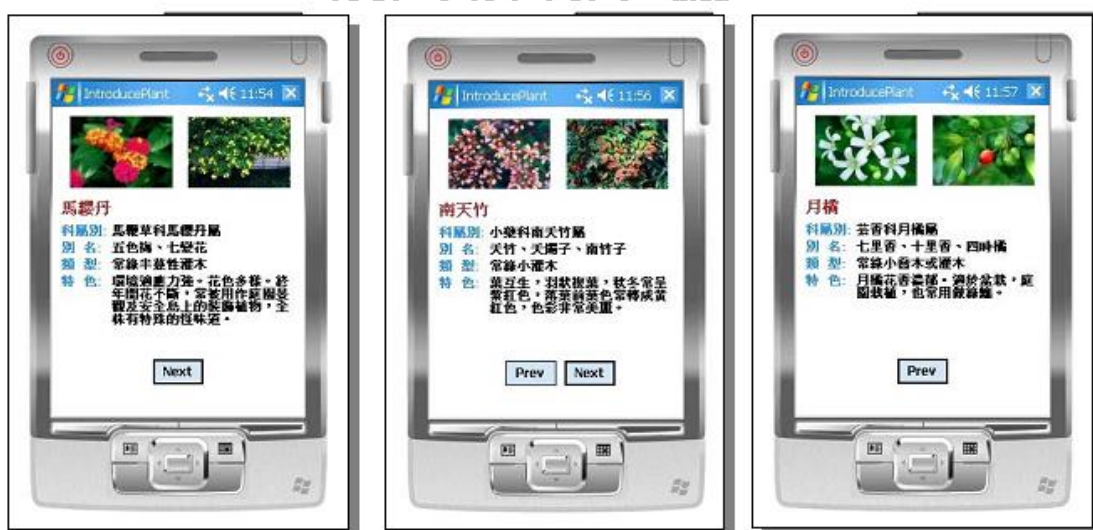 IntroducePlant 11:54
馬纓丹
科屬別: 馬鞭草科馬纓丹屬
別 名: 五色梅、七變花
類 型: 常綠半蔓性灌木
特 色: 環境適應力強。花色多樣。終
年開花不斷,常被用作庭園景
觀及安全島上的裝飾植物,全
株有特殊的怪味道。
Next
IntroducePlant 11:56
南天竹
科屬別: 小蘗科南天竹屬
別 名: 天竹、天燭子、南竹子
類 型: 常綠小灌木
特 色: 葉互生,羽狀複葉,秋冬常呈
紫紅色,落葉前葉色常轉成黃
紅色,色彩非常美麗。
Prev Next
IntroducePlant 11:57
月橘
科屬別: 芸香科月橘屬
別 名: 七里香、十里香、四時橘
類 型: 常綠小喬木或灌木
特 色: 月橘花香濃郁。適於盆栽,庭
園栽植,也常用做綠籬。
Prev